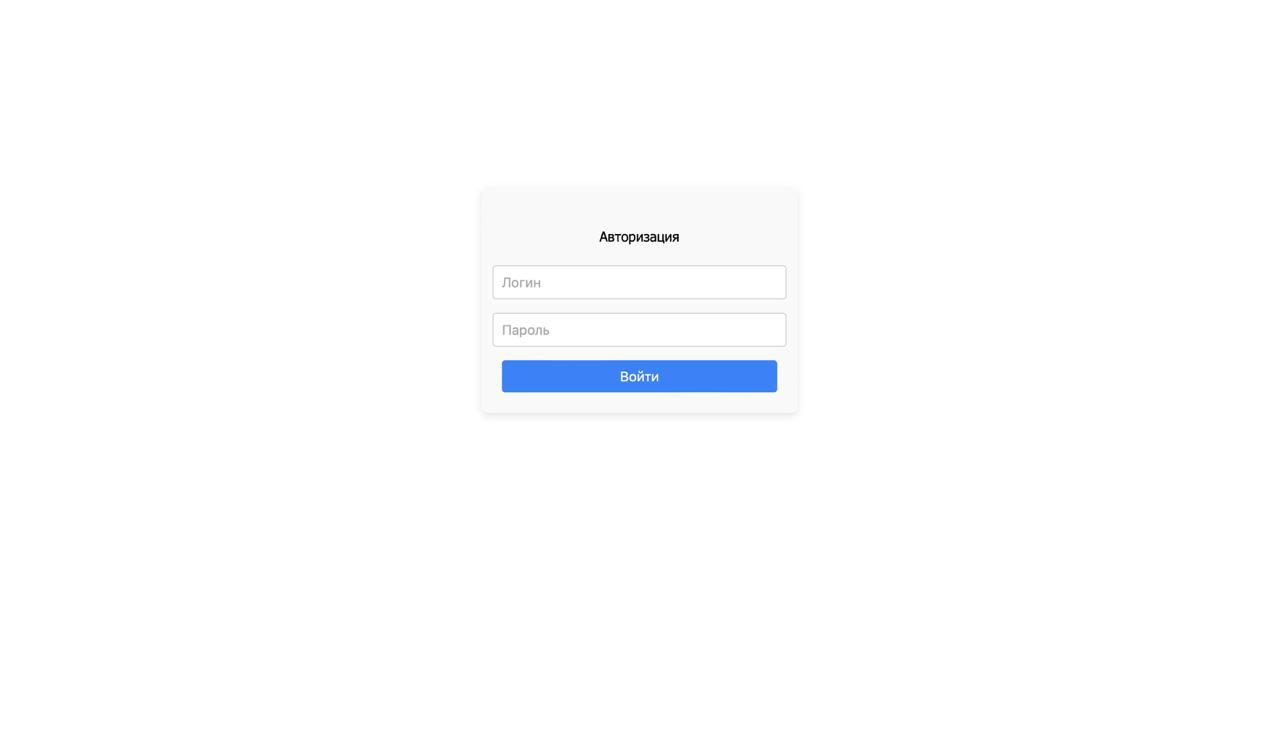 Авторизация
Логин
Пароль
Войти